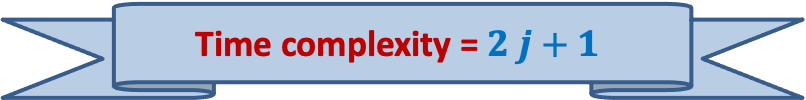 Time complexity = 2 j + 1